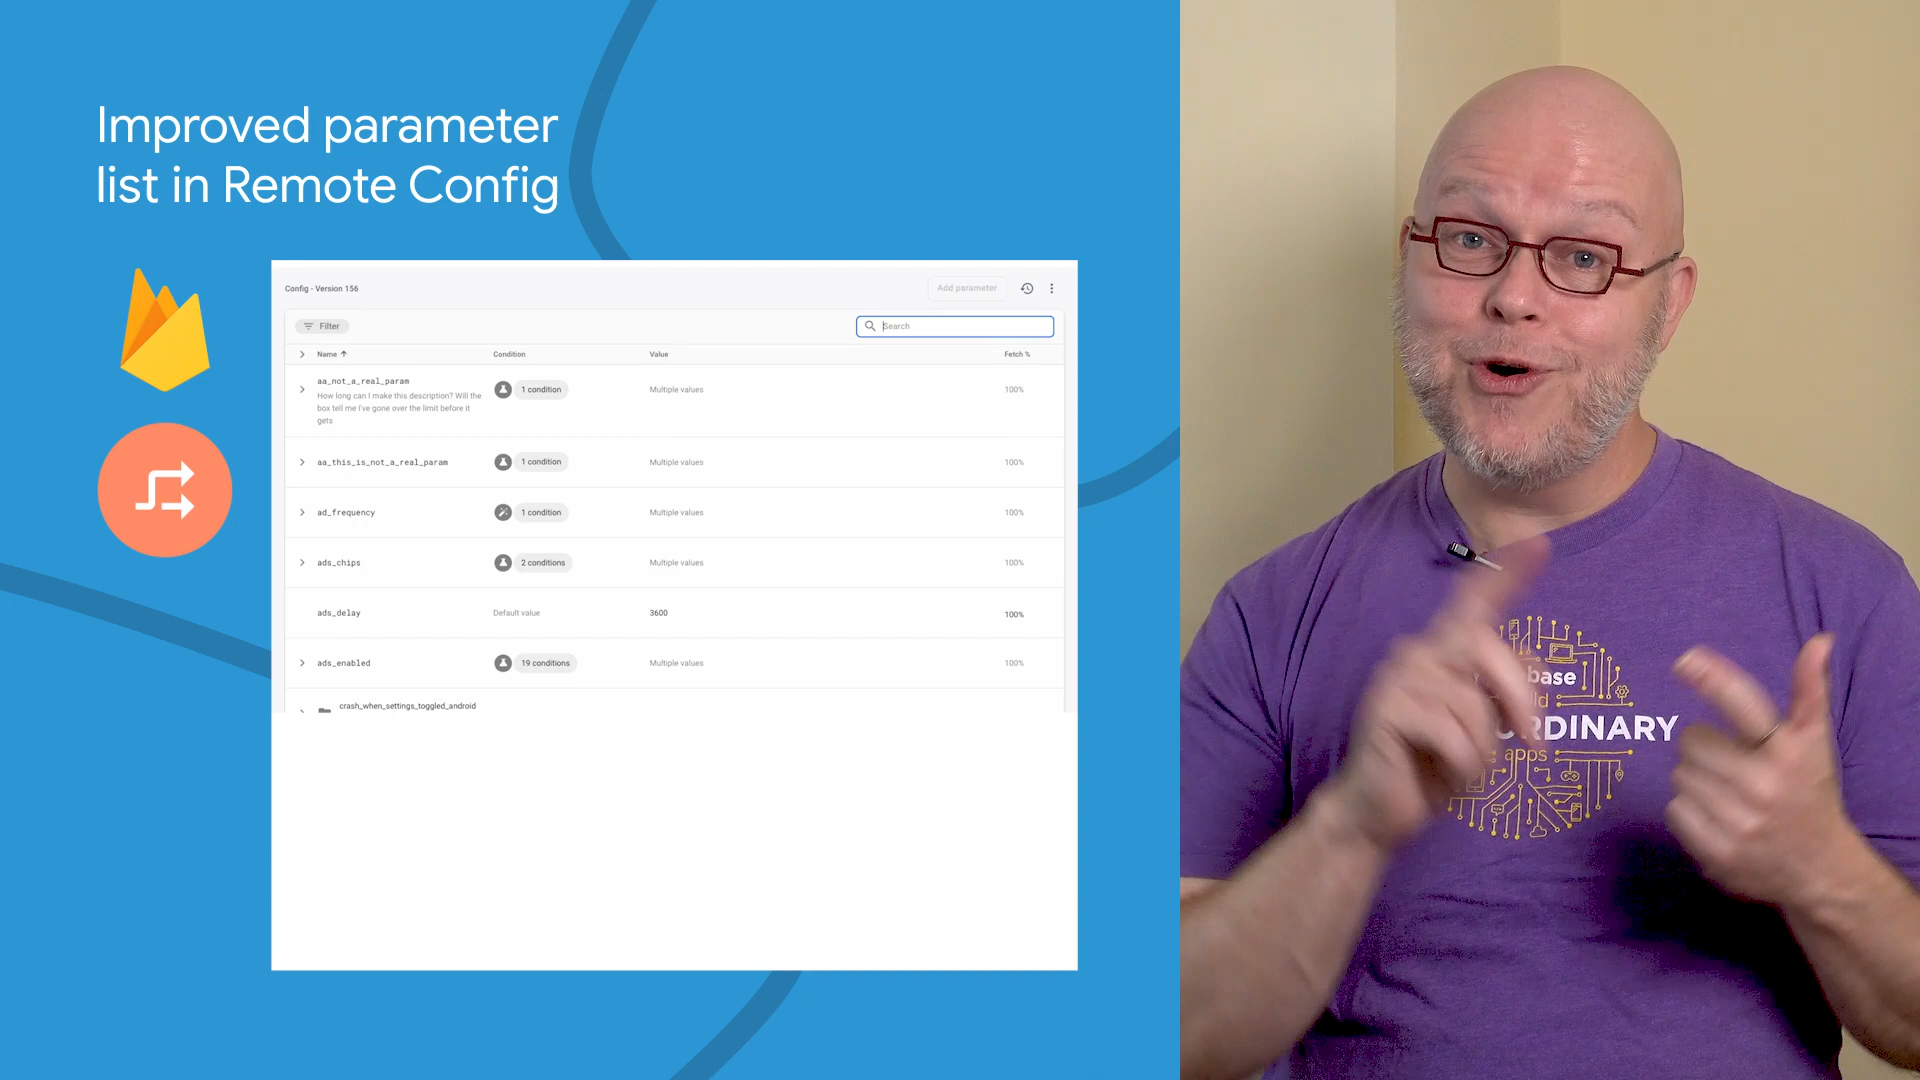 Improved parameter
list in Remote Config
Config - Version 156
Add parameter
Filter
Search
Name Condition Value Fetch %
aa_not_a_real_param
How long can I make this description? Will the
box tell me I've gone over the limit before it
gets
1 condition Multiple values 100%
aa_this_is_not_a_real_param 1 condition Multiple values 100%
ad_frequency 1 condition Multiple values 100%
ads_chips 2 conditions Multiple values 100%
ads_delay Default value 3600 100%
ads_enabled 19 conditions Multiple values 100%
crash_when_settings_toggled_android
base
ORDINARY
apps